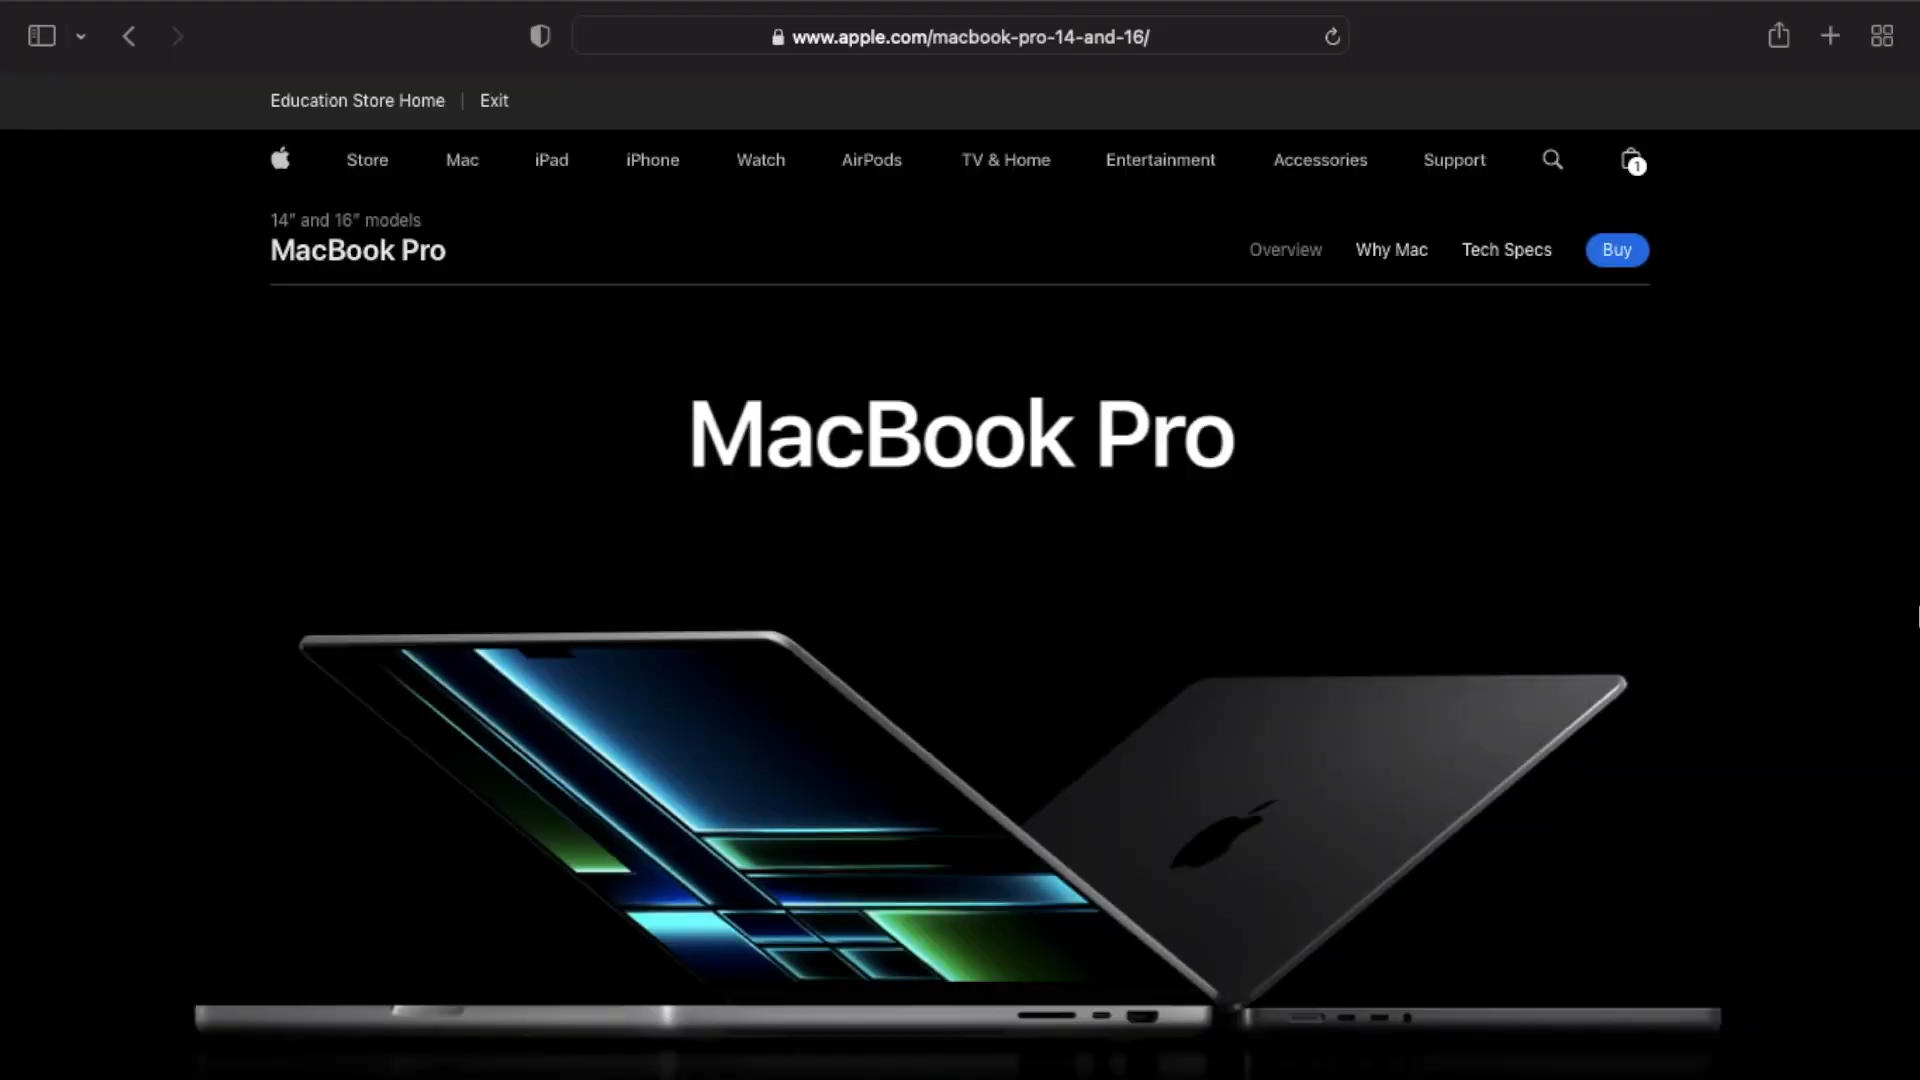 www.apple.com/macbook-pro-14-and-16/
Education Store Home | Exit
Store Mac iPad iPhone Watch AirPods TV & Home Entertainment Accessories Support 1
14” and 16” models
MacBook Pro
Overview Why Mac Tech Specs Buy
MacBook Pro